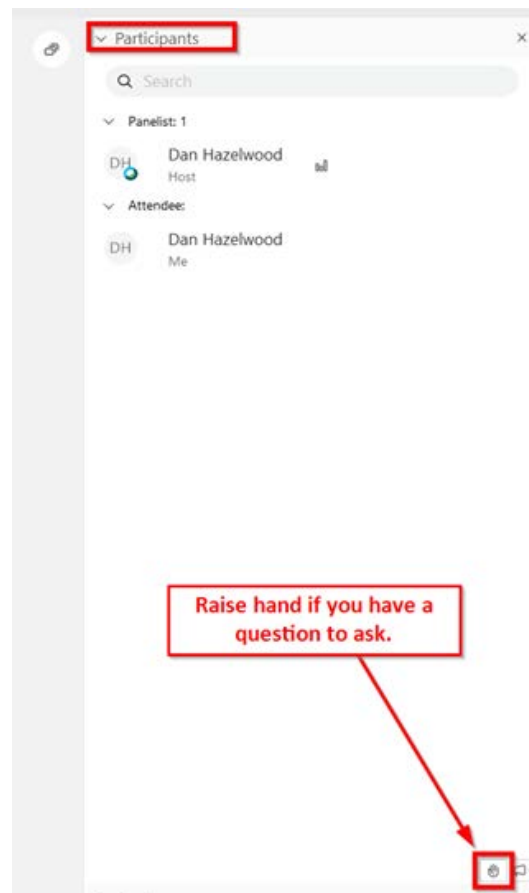 Participants
Search
Panelist: 1
DH
Dan Hazelwood
Host
Attendee:
DH
Dan Hazelwood
Me
Raise hand if you have a
question to ask.